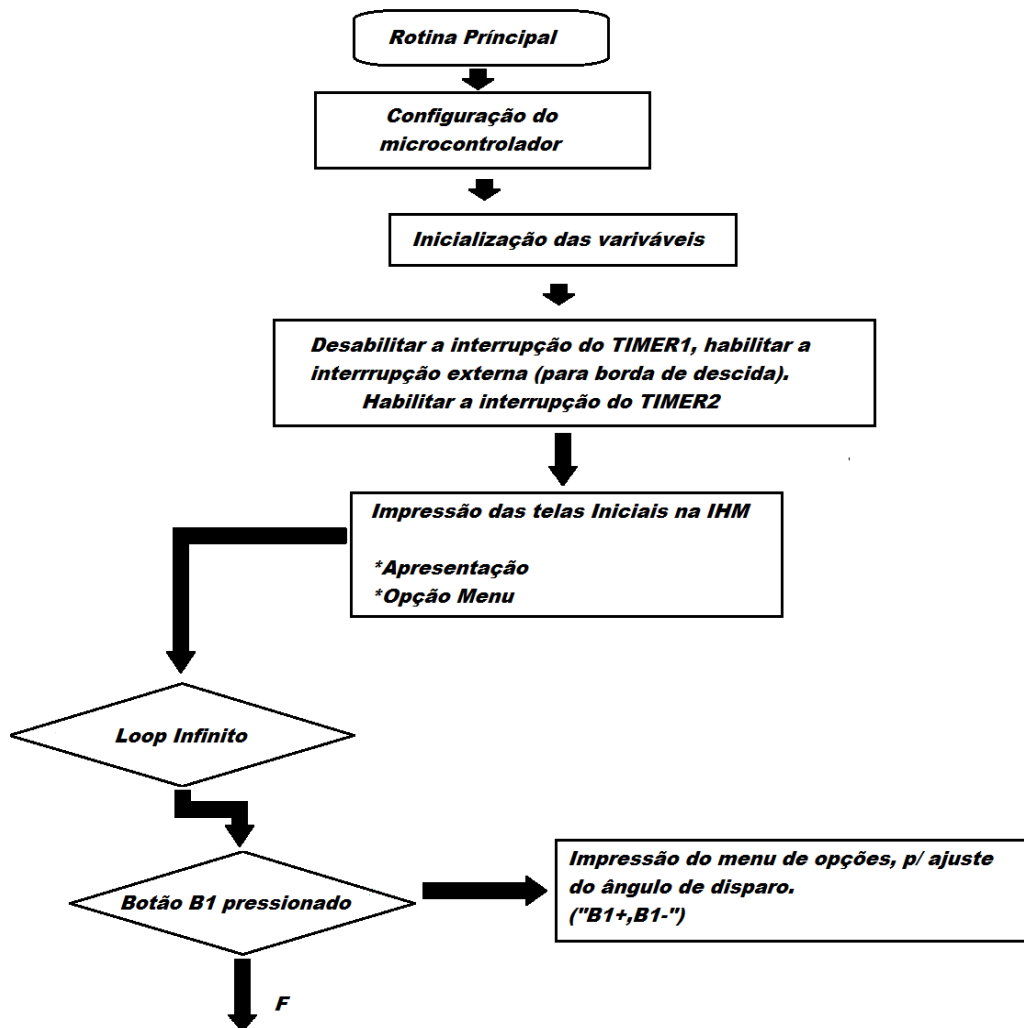 Rotina Príncipal
Configuração do
microcontrolador
Inicialização das variváveis
Desabilitar a interrupção do TIMER1, habilitar a
interrrupção externa (para borda de descida).
Habilitar a interrupção do TIMER2
Impressão das telas Iniciais na IHM
*Apresentação
*Opção Menu
Loop Infinito
Botão B1 pressionado
Impressão do menu de opções, p/ ajuste
do ângulo de disparo.
("B1+,B1-")
F